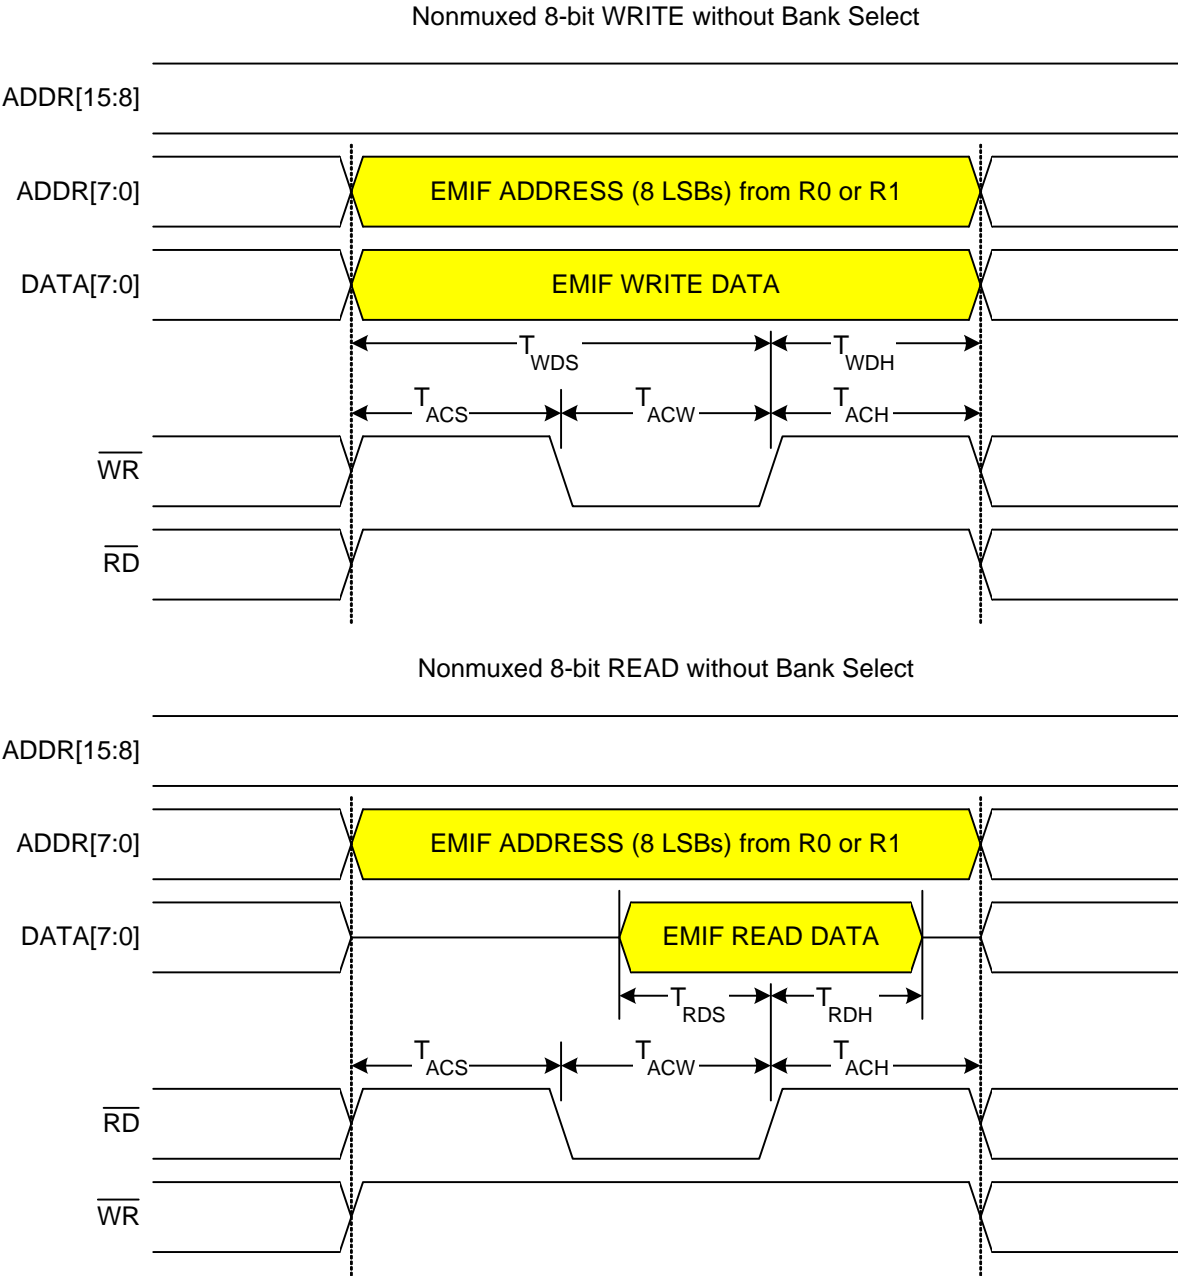 Nonmuxed 8-bit WRITE without Bank Select
ADDR[15:8]
ADDR[7:0]
EMIF ADDRESS (8 LSBs) from R0 or R1
DATA[7:0]
EMIF WRITE DATA
TWDS
TWDH
TACS
TACW
TACH
WR
RD
Nonmuxed 8-bit READ without Bank Select
ADDR[15:8]
ADDR[7:0]
EMIF ADDRESS (8 LSBs) from R0 or R1
DATA[7:0]
EMIF READ DATA
TRDS
TRDH
TACS
TACW
TACH
RD
WR